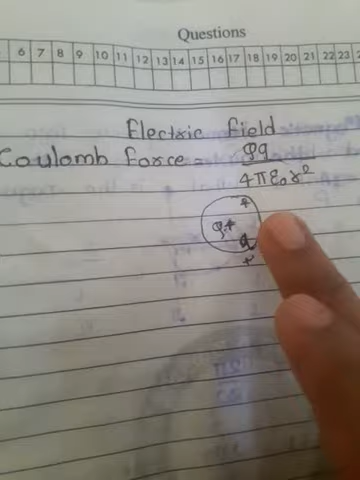 Questions
6 7 8 9 10 11 12 13 14 15 16 17 18 19 20 21 22 23
Electric Field
Coulomb Force = Qq
4πε₀r²
+
Q+
q
+